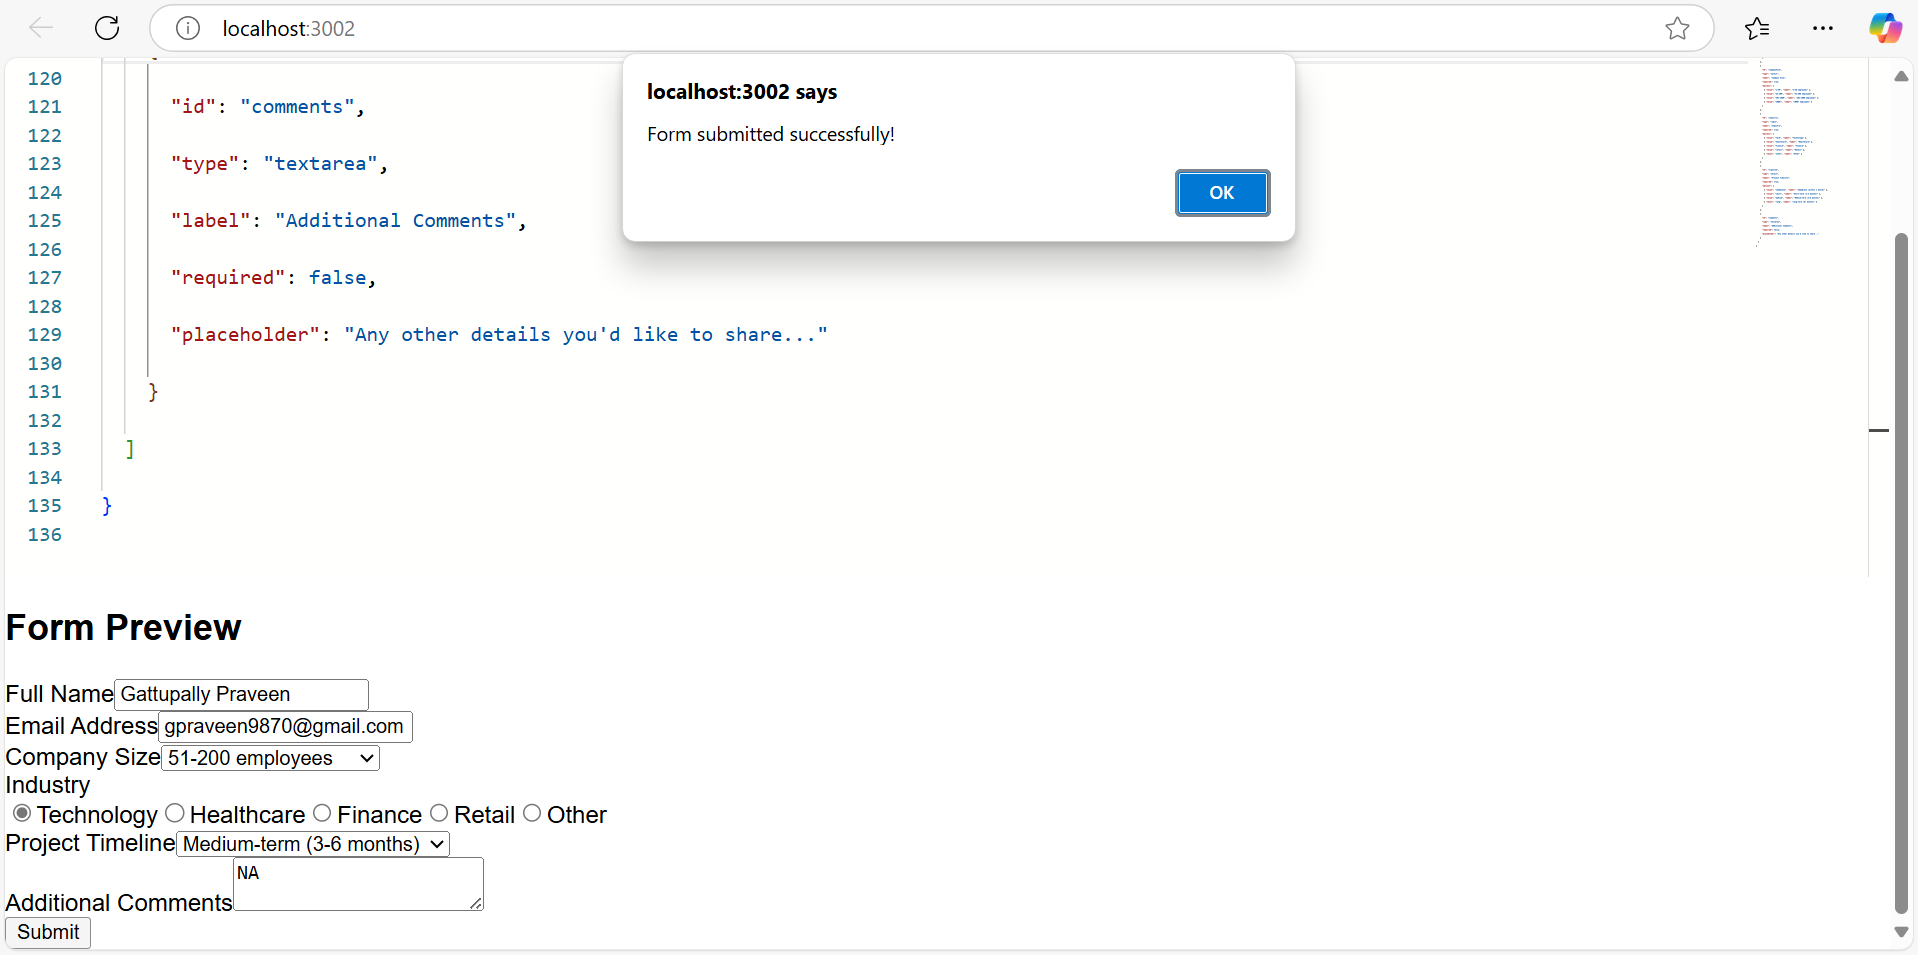 localhost:3002
localhost:3002 says
Form submitted successfully!
OK
120
121 "id": "comments",
122
123 "type": "textarea",
124
125 "label": "Additional Comments",
126
127 "required": false,
128
129 "placeholder": "Any other details you'd like to share..."
130
131 }
132
133 ]
134
135 }
136
Form Preview
Full Name Gattupally Praveen
Email Address gpraveen9870@gmail.com
Company Size 51-200 employees
Industry
Technology Healthcare Finance Retail Other
Project Timeline Medium-term (3-6 months)
NA
Additional Comments
Submit